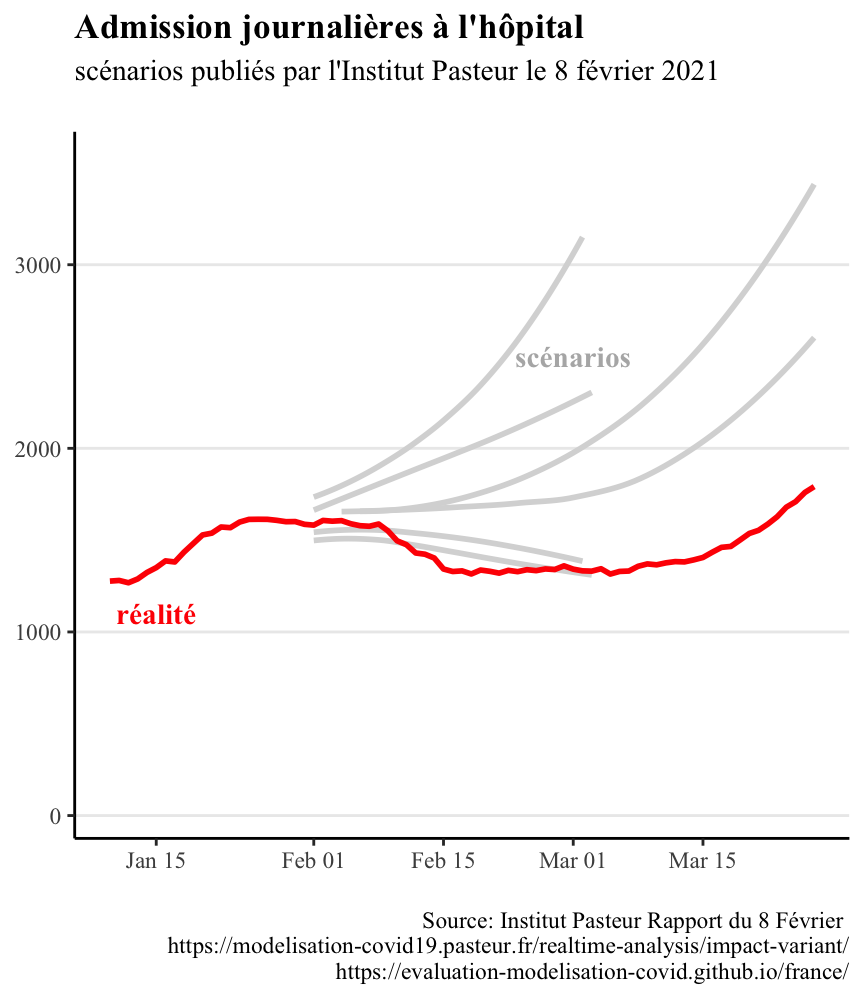 Admission journalières à l'hôpital
scénarios publiés par l'Institut Pasteur le 8 février 2021
3000
scénarios
2000
réalité
1000
0
Jan 15 Feb 01 Feb 15 Mar 01 Mar 15
Source: Institut Pasteur Rapport du 8 Février
https://modelisation-covid19.pasteur.fr/realtime-analysis/impact-variant/
https://evaluation-modelisation-covid.github.io/france/